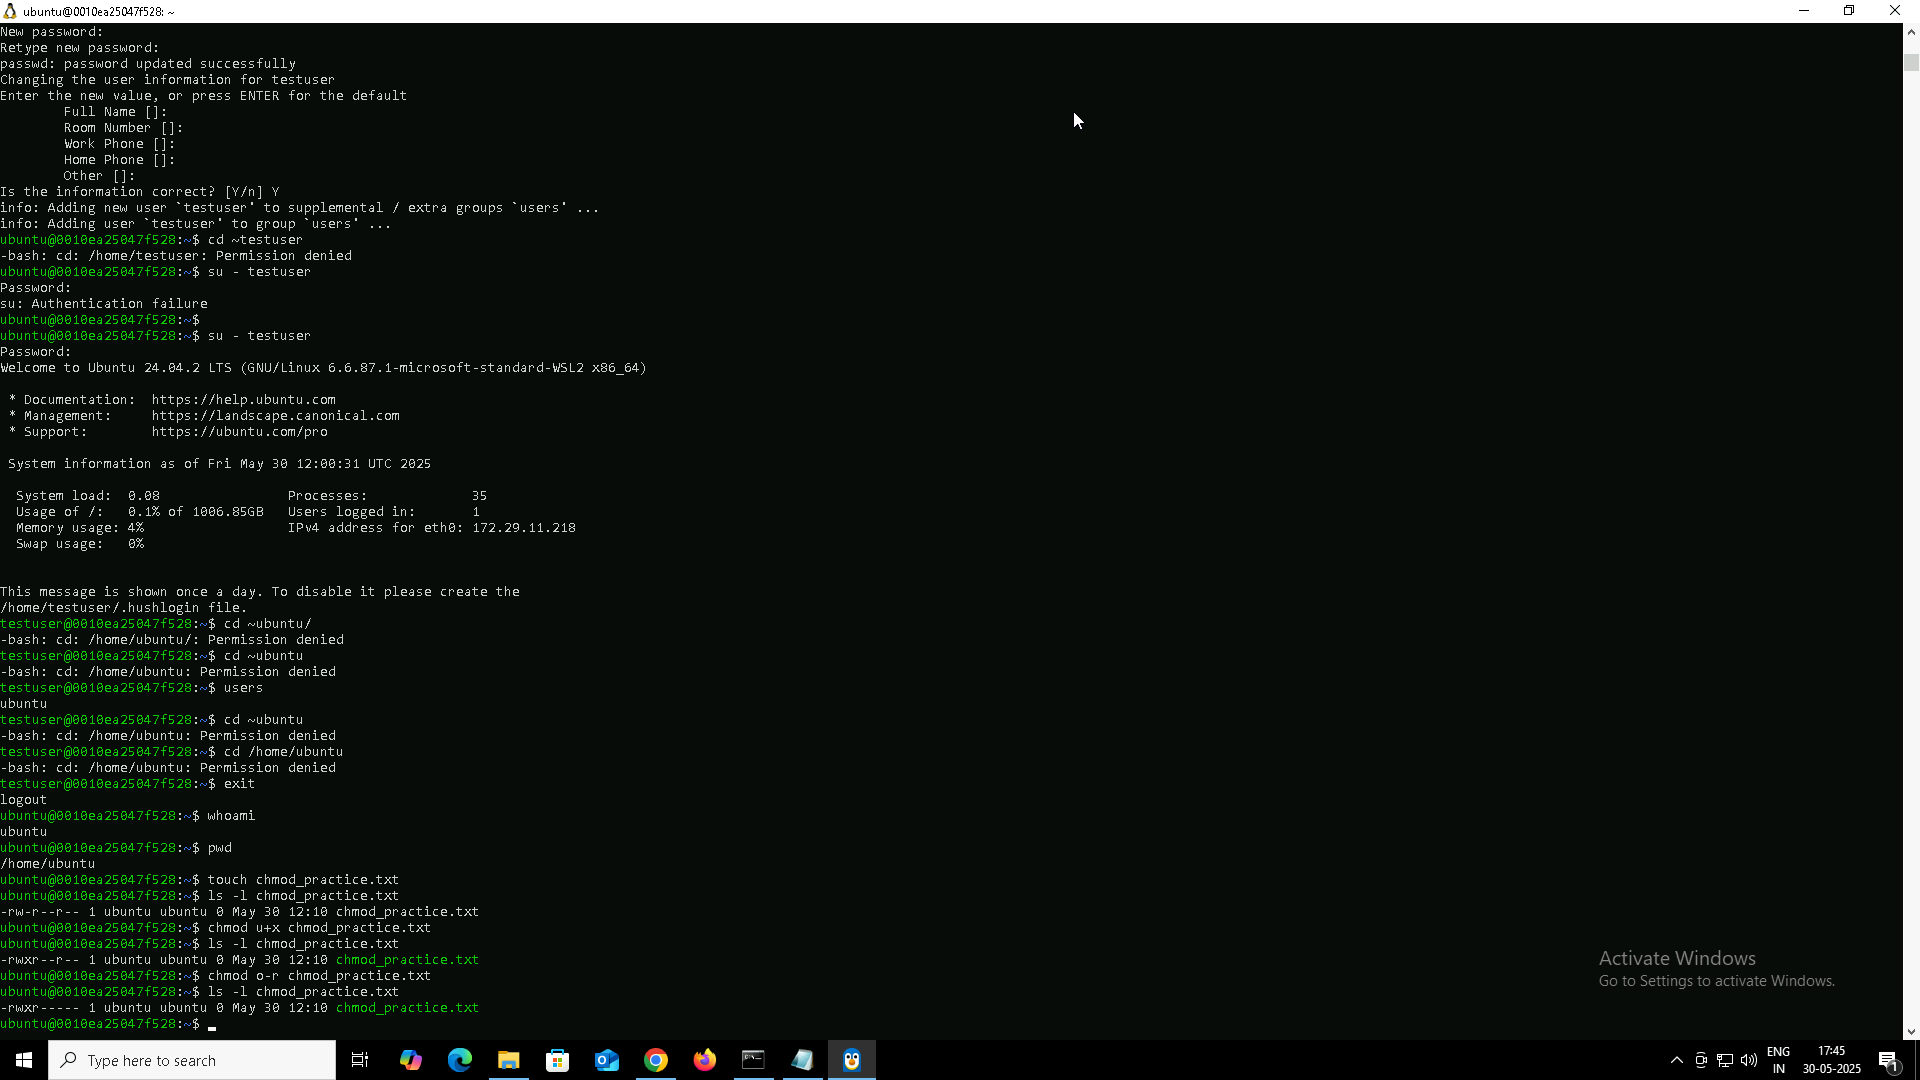 ubuntu@0010ea25047f528: ~
New password:
Retype new password:
passwd: password updated successfully
Changing the user information for testuser
Enter the new value, or press ENTER for the default
        Full Name []:
        Room Number []:
        Work Phone []:
        Home Phone []:
        Other []:
Is the information correct? [Y/n] Y
info: Adding new user `testuser' to supplemental / extra groups `users' ...
info: Adding user `testuser' to group `users' ...
ubuntu@0010ea25047f528:~$ cd ~testuser
-bash: cd: /home/testuser: Permission denied
ubuntu@0010ea25047f528:~$ su - testuser
Password:
su: Authentication failure
ubuntu@0010ea25047f528:~$
ubuntu@0010ea25047f528:~$ su - testuser
Password:
Welcome to Ubuntu 24.04.2 LTS (GNU/Linux 6.6.87.1-microsoft-standard-WSL2 x86_64)
 * Documentation:  https://help.ubuntu.com
 * Management:     https://landscape.canonical.com
 * Support:        https://ubuntu.com/pro
 System information as of Fri May 30 12:00:31 UTC 2025
  System load:  0.08                Processes:             35
  Usage of /:   0.1% of 1006.85GB   Users logged in:       1
  Memory usage: 4%                  IPv4 address for eth0: 172.29.11.218
  Swap usage:   0%
This message is shown once a day. To disable it please create the
/home/testuser/.hushlogin file.
testuser@0010ea25047f528:~$ cd ~ubuntu/
-bash: cd: /home/ubuntu/: Permission denied
testuser@0010ea25047f528:~$ cd ~ubuntu
-bash: cd: /home/ubuntu: Permission denied
testuser@0010ea25047f528:~$ users
ubuntu
testuser@0010ea25047f528:~$ cd ~ubuntu
-bash: cd: /home/ubuntu: Permission denied
testuser@0010ea25047f528:~$ cd /home/ubuntu
-bash: cd: /home/ubuntu: Permission denied
testuser@0010ea25047f528:~$ exit
logout
ubuntu@0010ea25047f528:~$ whoami
ubuntu
ubuntu@0010ea25047f528:~$ pwd
/home/ubuntu
ubuntu@0010ea25047f528:~$ touch chmod_practice.txt
ubuntu@0010ea25047f528:~$ ls -l chmod_practice.txt
-rw-r--r-- 1 ubuntu ubuntu 0 May 30 12:10 chmod_practice.txt
ubuntu@0010ea25047f528:~$ chmod u+x chmod_practice.txt
ubuntu@0010ea25047f528:~$ ls -l chmod_practice.txt
-rwxr--r-- 1 ubuntu ubuntu 0 May 30 12:10 chmod_practice.txt
ubuntu@0010ea25047f528:~$ chmod o-r chmod_practice.txt
ubuntu@0010ea25047f528:~$ ls -l chmod_practice.txt
-rwxr----- 1 ubuntu ubuntu 0 May 30 12:10 chmod_practice.txt
ubuntu@0010ea25047f528:~$
Activate Windows
Go to Settings to activate Windows.
Type here to search
ENG
IN
17:45
30-05-2025
1